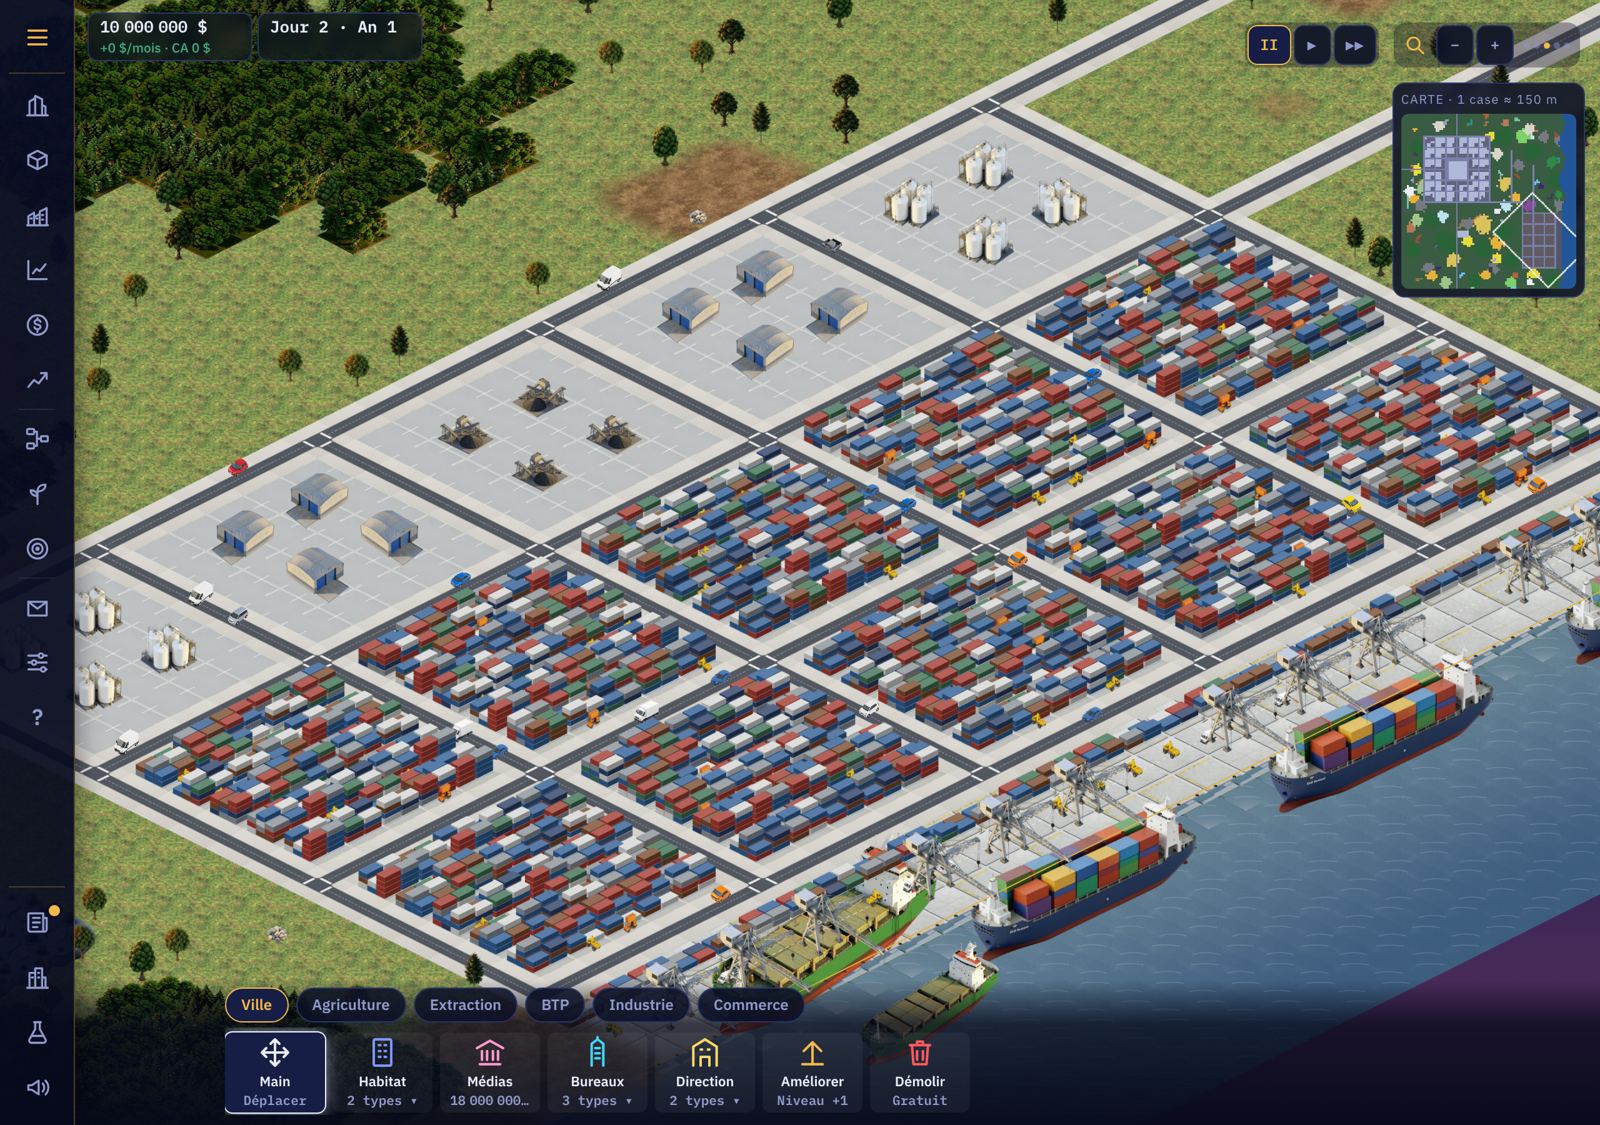 10 000 000 $
+0 $/mois · CA 0 $
Jour 2 · An 1
CARTE · 1 case ≈ 150 m
?
Ville
Agriculture
Extraction
BTP
Industrie
Commerce
Main
Déplacer
Habitat
2 types ▾
Médias
18 000 000…
Bureaux
3 types ▾
Direction
2 types ▾
Améliorer
Niveau +1
Démolir
Gratuit